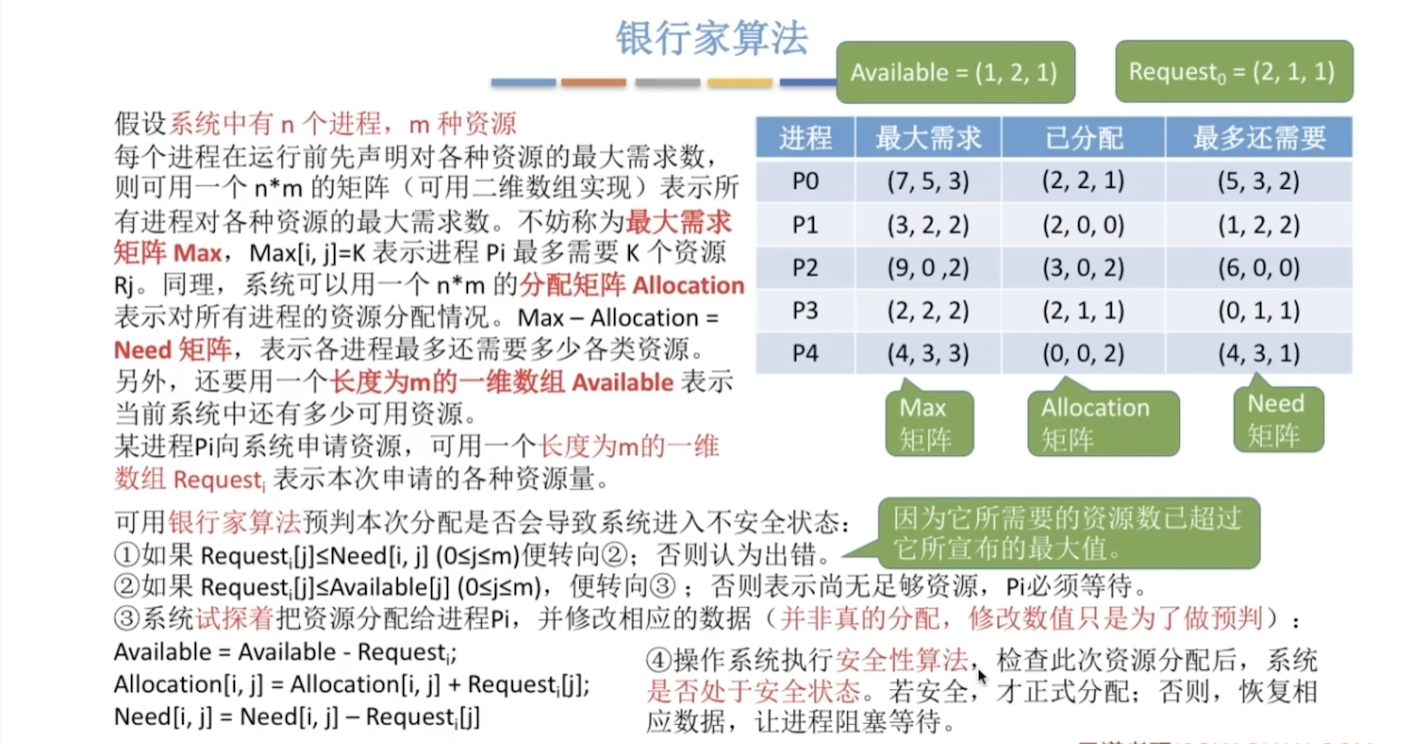 银行家算法
Available = (1, 2, 1)
Request0 = (2, 1, 1)
假设系统中有 n 个进程，m 种资源
每个进程在运行前先声明对各种资源的最大需求数，
则可用一个 n*m 的矩阵（可用二维数组实现）表示所
有进程对各种资源的最大需求数。不妨称为最大需求
矩阵 Max，Max[i, j]=K 表示进程 Pi 最多需要 K 个资源
Rj。同理，系统可以用一个 n*m 的分配矩阵 Allocation
表示对所有进程的资源分配情况。Max – Allocation =
Need 矩阵，表示各进程最多还需要多少各类资源。
另外，还要用一个长度为m的一维数组 Available 表示
当前系统中还有多少可用资源。
某进程Pi向系统申请资源，可用一个长度为m的一维
数组 Requesti 表示本次申请的各种资源量。
进程 最大需求 已分配 最多还需要
P0 (7, 5, 3) (2, 2, 1) (5, 3, 2)
P1 (3, 2, 2) (2, 0, 0) (1, 2, 2)
P2 (9, 0 ,2) (3, 0, 2) (6, 0, 0)
P3 (2, 2, 2) (2, 1, 1) (0, 1, 1)
P4 (4, 3, 3) (0, 0, 2) (4, 3, 1)
Max
矩阵
Allocation
矩阵
Need
矩阵
可用银行家算法预判本次分配是否会导致系统进入不安全状态：
①如果 Requesti[j]≤Need[i, j] (0≤j≤m)便转向②；否则认为出错。
因为它所需要的资源数已超过
它所宣布的最大值。
②如果 Requesti[j]≤Available[j] (0≤j≤m)，便转向③；否则表示尚无足够资源，Pi必须等待。
③系统试探着把资源分配给进程Pi，并修改相应的数据（并非真的分配，修改数值只是为了做预判）：
Available = Available - Requesti;
Allocation[i, j] = Allocation[i, j] + Requesti[j];
Need[i, j] = Need[i, j] – Requesti[j]
④操作系统执行安全性算法，检查此次资源分配后，系统
是否处于安全状态。若安全，才正式分配；否则，恢复相
应数据，让进程阻塞等待。